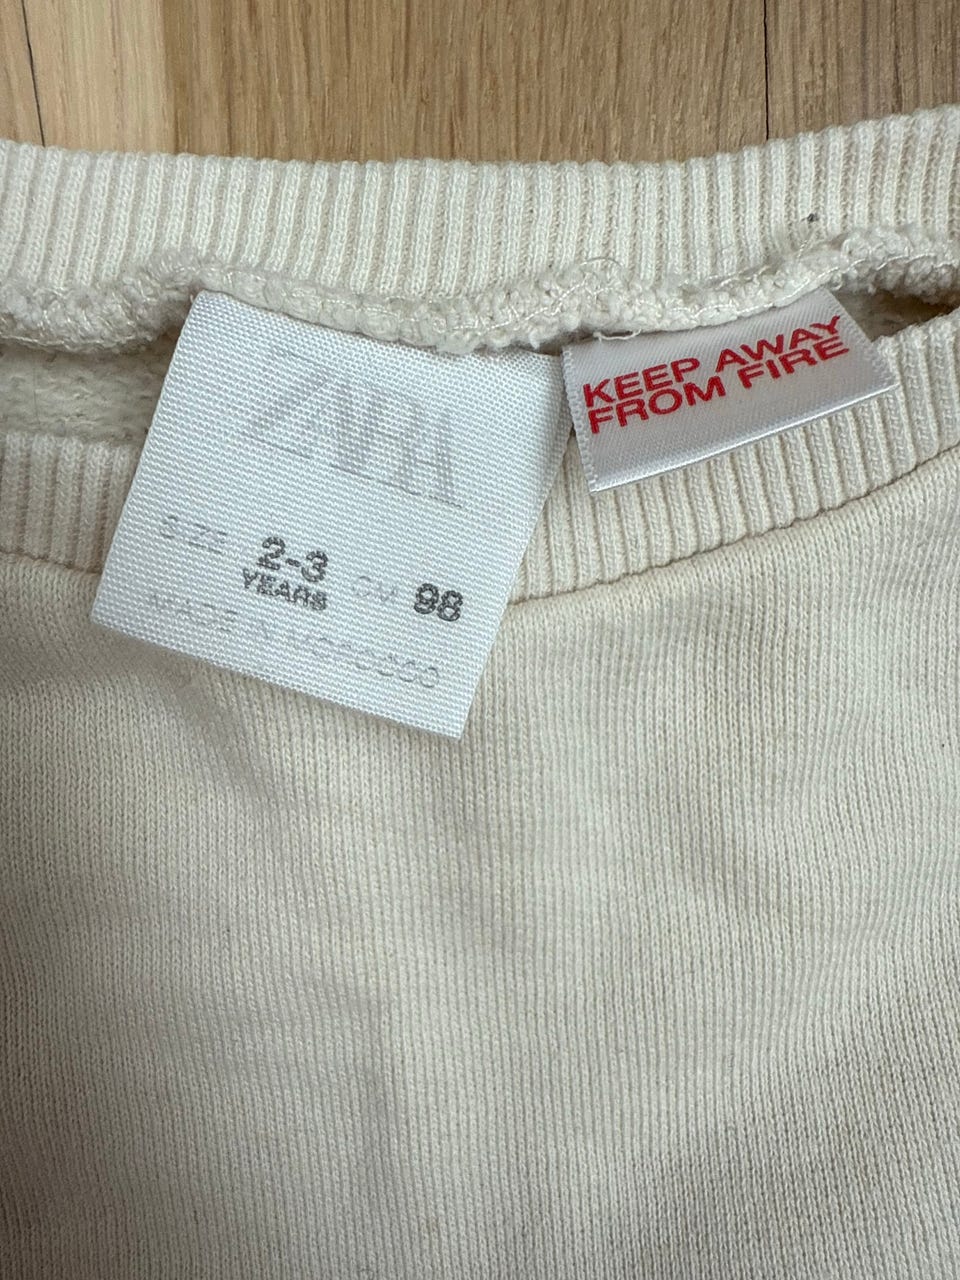 ZARA
SIZE 2-3 YEARS CM 98
MADE IN MOROCCO
KEEP AWAY
FROM FIRE